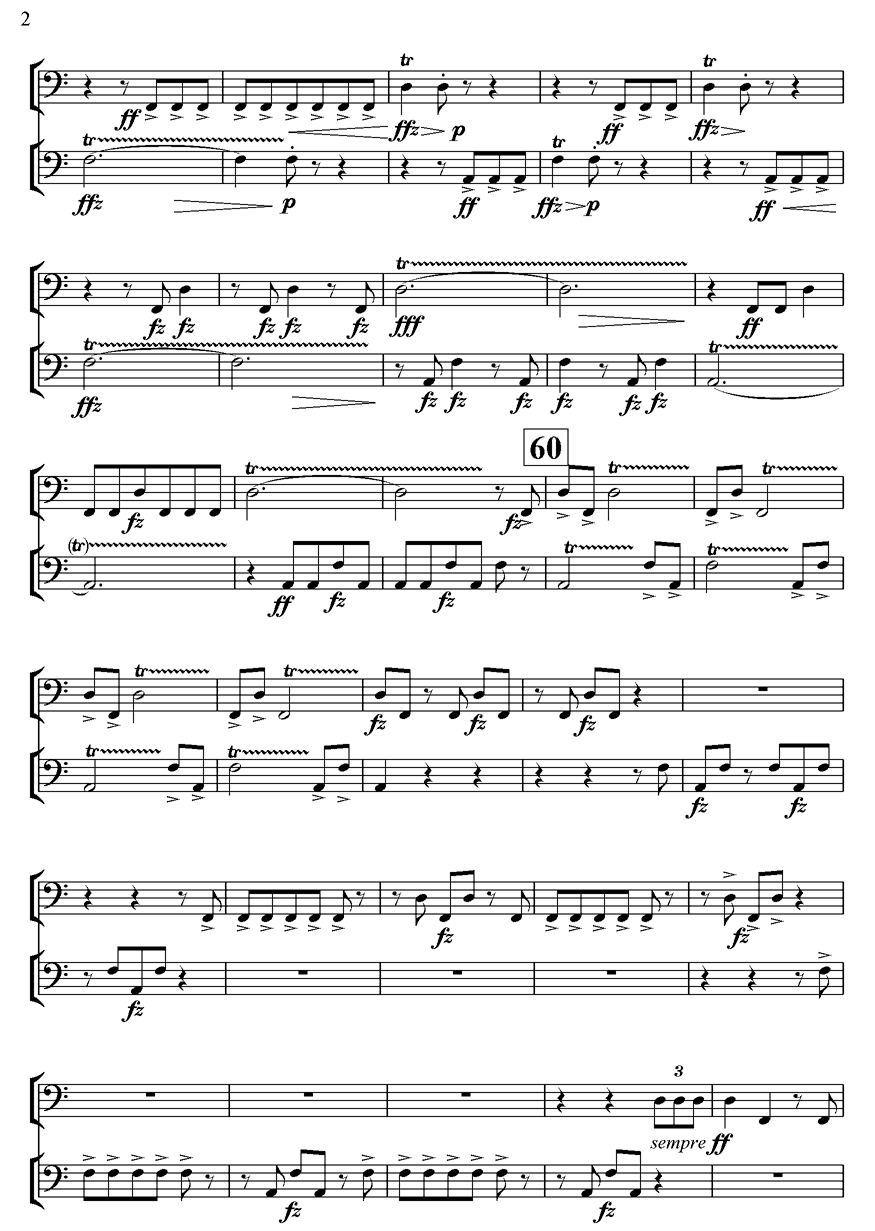 2
tr tr
ff ffz p ff ffz
tr tr
ffz p ff ffz p ff
tr
fz fz fz fz fz fff ff
tr tr
ffz fz fz fz fz fz fz
60
tr tr tr
fz fz
(tr) tr tr
ff fz fz
tr tr
fz fz fz
tr tr
fz fz
fz fz
fz
3
sempre ff
fz fz